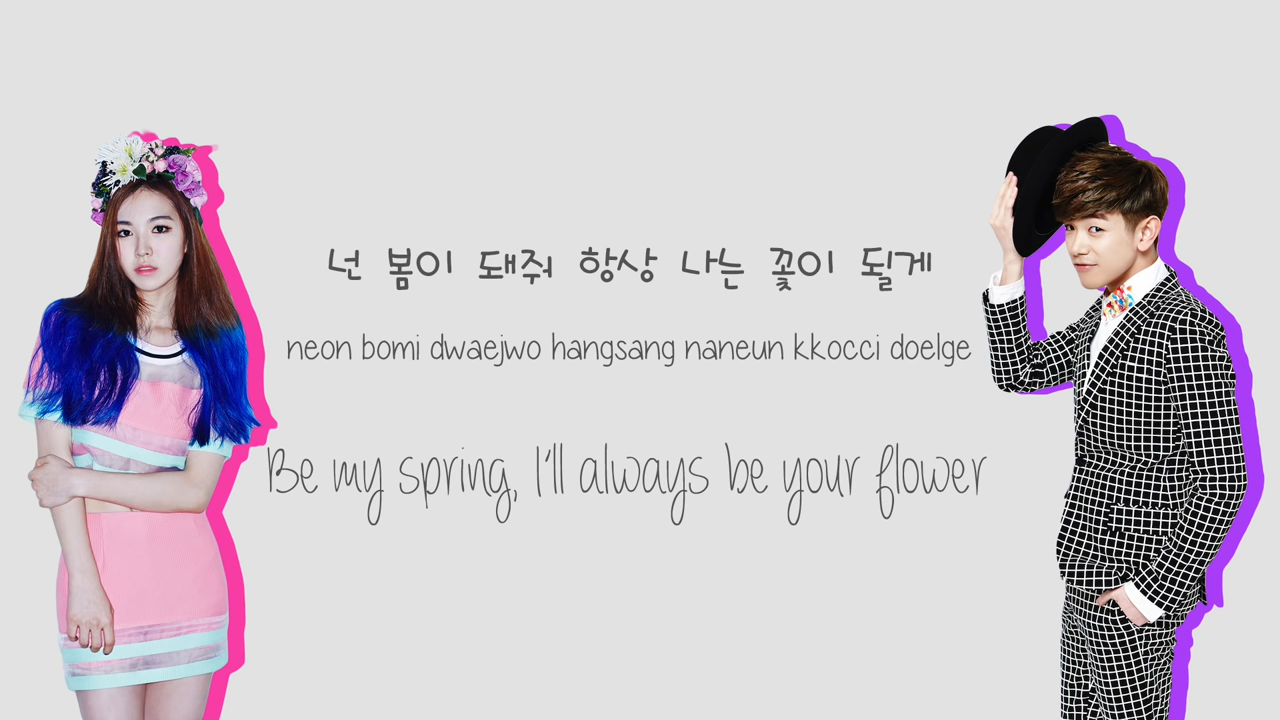 넌 봄이 돼줘 항상 나는 꽃이 될게
neon bomi dwaejwo hangsang naneun kkocci doelge
Be my spring, I'll always be your flower